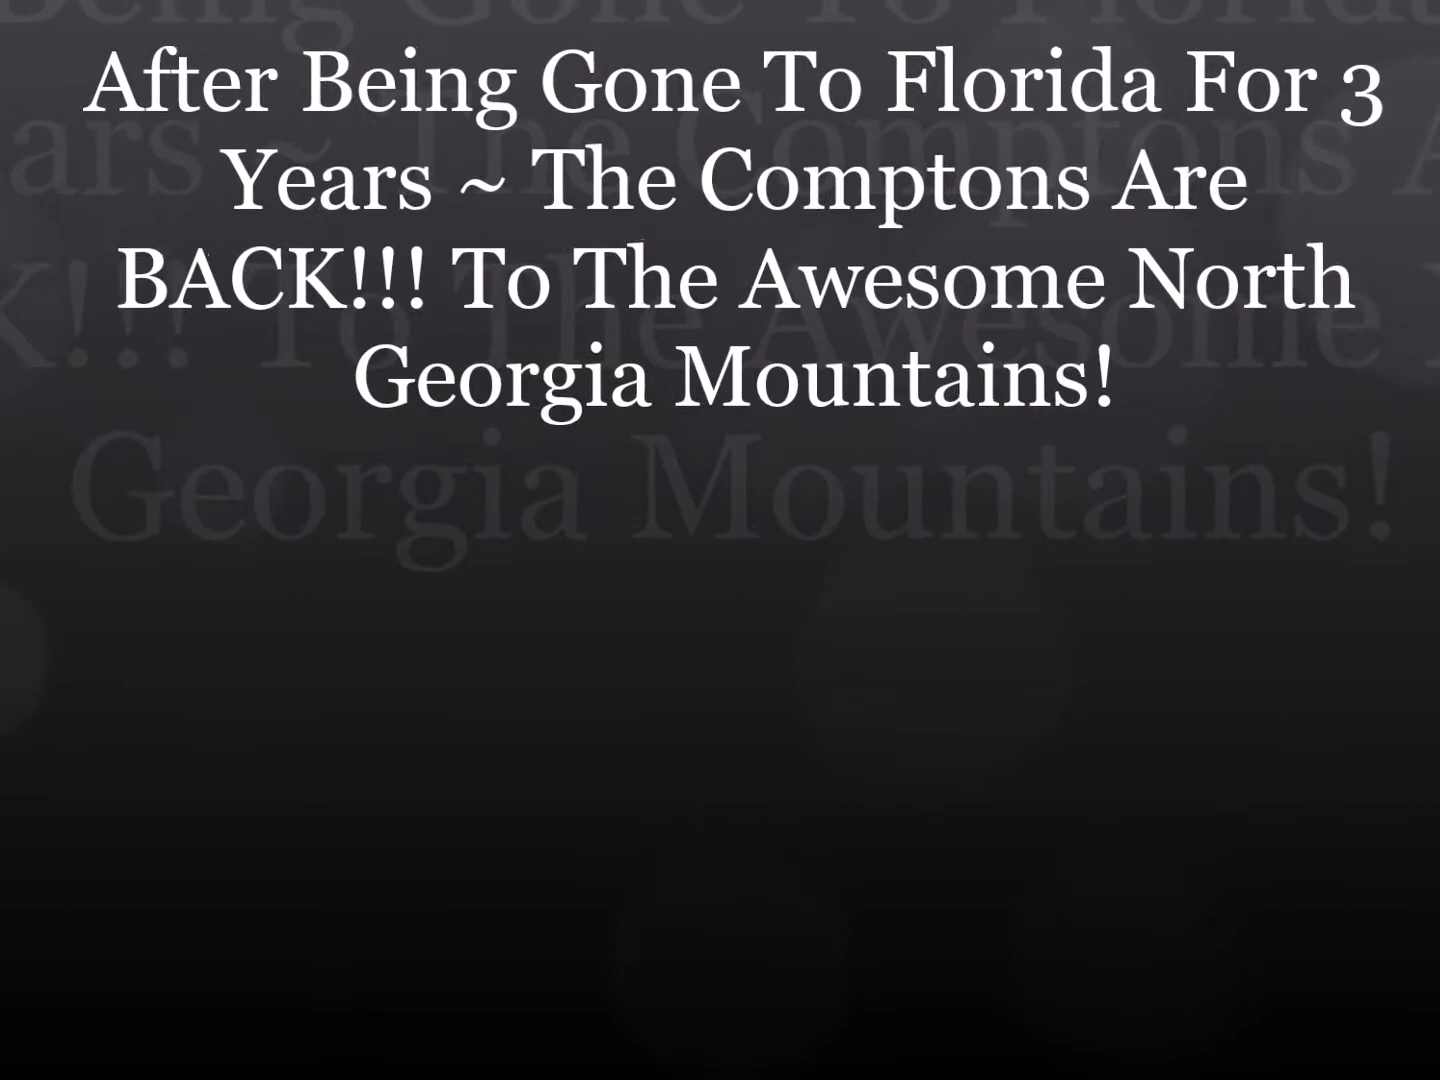 After Being Gone To Florida For 3
Years ~ The Comptons Are
BACK!!! To The Awesome North
Georgia Mountains!